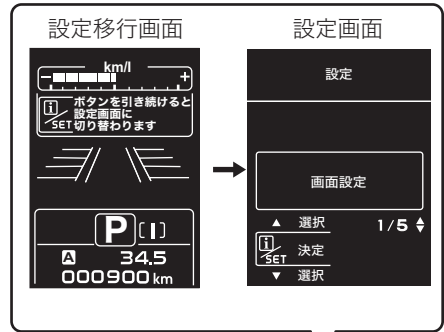 設定移行画面
km/l
− +
i/SET ボタンを引き続けると
設定画面に
切り替わります
P [I]
A 34.5
000900 km
設定画面
設定
画面設定
▲ 選択 1/5
i/SET 決定
▼ 選択